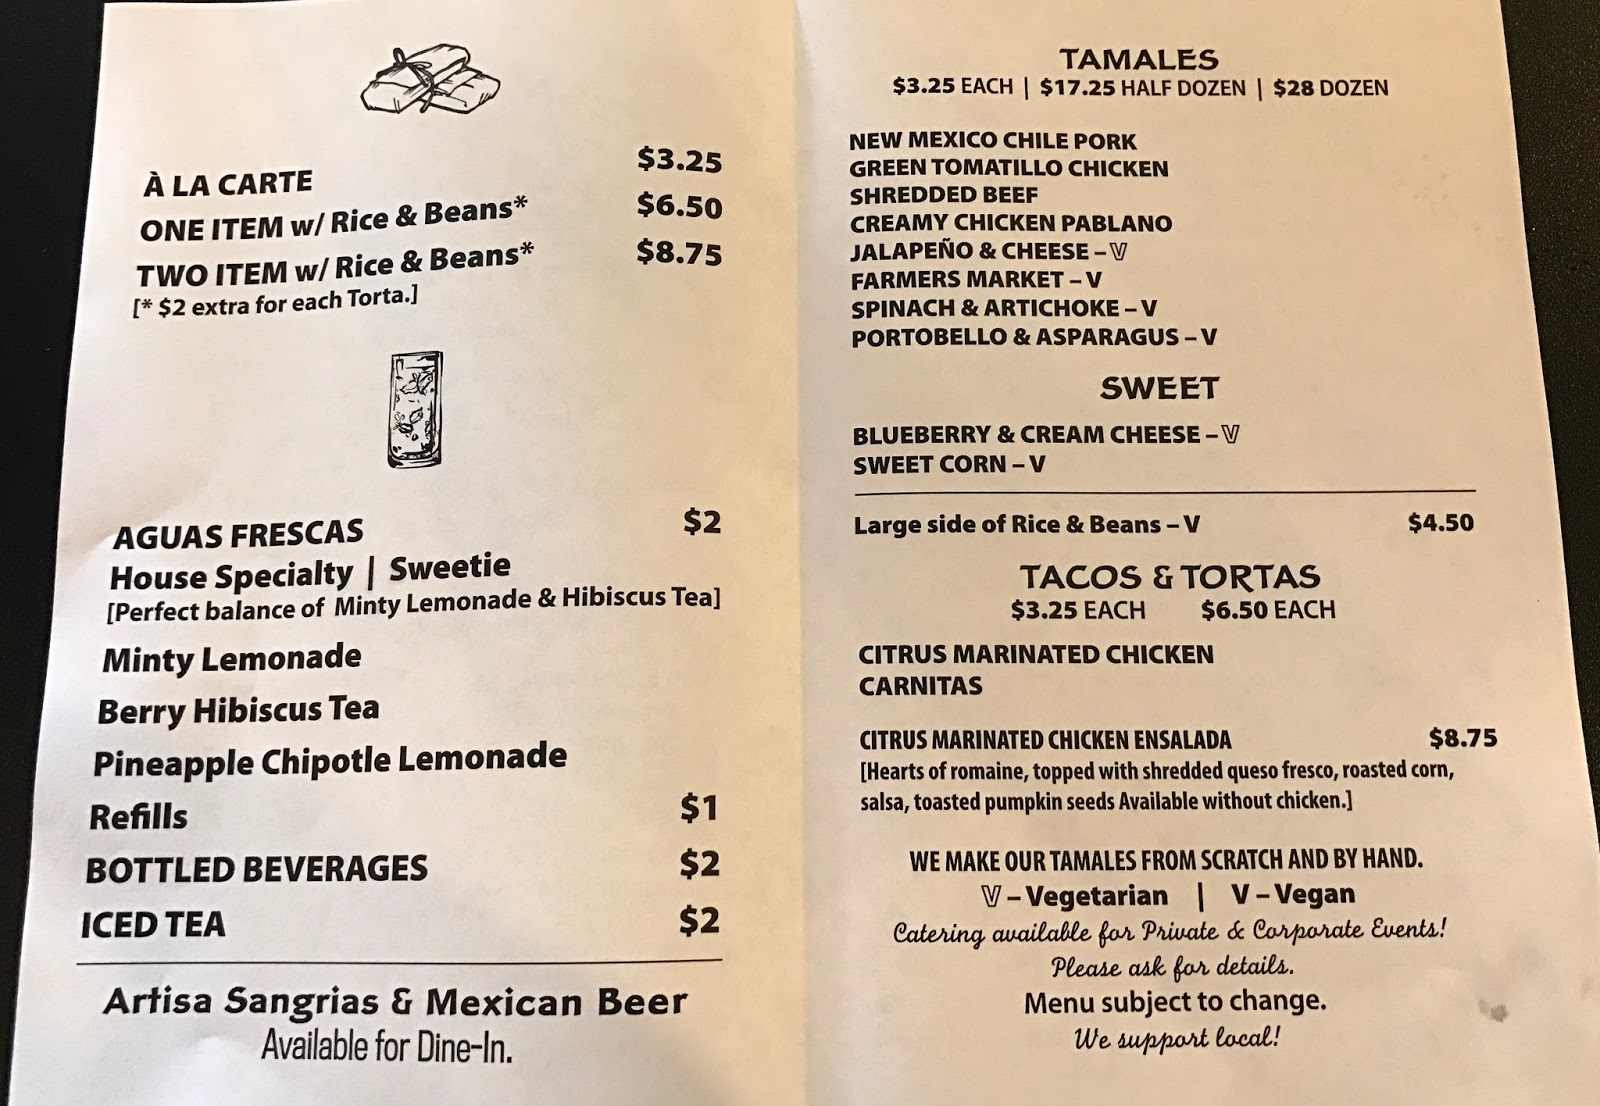 À LA CARTE $3.25
ONE ITEM w/ Rice & Beans* $6.50
TWO ITEM w/ Rice & Beans* $8.75
[* $2 extra for each Torta.]
AGUAS FRESCAS $2
House Specialty | Sweetie
[Perfect balance of Minty Lemonade & Hibiscus Tea]
Minty Lemonade
Berry Hibiscus Tea
Pineapple Chipotle Lemonade
Refills $1
BOTTLED BEVERAGES $2
ICED TEA $2
Artisa Sangrias & Mexican Beer
Available for Dine-In.
TAMALES
$3.25 EACH | $17.25 HALF DOZEN | $28 DOZEN
NEW MEXICO CHILE PORK
GREEN TOMATILLO CHICKEN
SHREDDED BEEF
CREAMY CHICKEN PABLANO
JALAPEÑO & CHEESE – 𝕍
FARMERS MARKET – V
SPINACH & ARTICHOKE – V
PORTOBELLO & ASPARAGUS – V
SWEET
BLUEBERRY & CREAM CHEESE – 𝕍
SWEET CORN – V
Large side of Rice & Beans – V $4.50
TACOS & TORTAS
$3.25 EACH $6.50 EACH
CITRUS MARINATED CHICKEN
CARNITAS
CITRUS MARINATED CHICKEN ENSALADA $8.75
[Hearts of romaine, topped with shredded queso fresco, roasted corn,
salsa, toasted pumpkin seeds Available without chicken.]
WE MAKE OUR TAMALES FROM SCRATCH AND BY HAND.
𝕍 – Vegetarian | V – Vegan
Catering available for Private & Corporate Events!
Please ask for details.
Menu subject to change.
We support local!